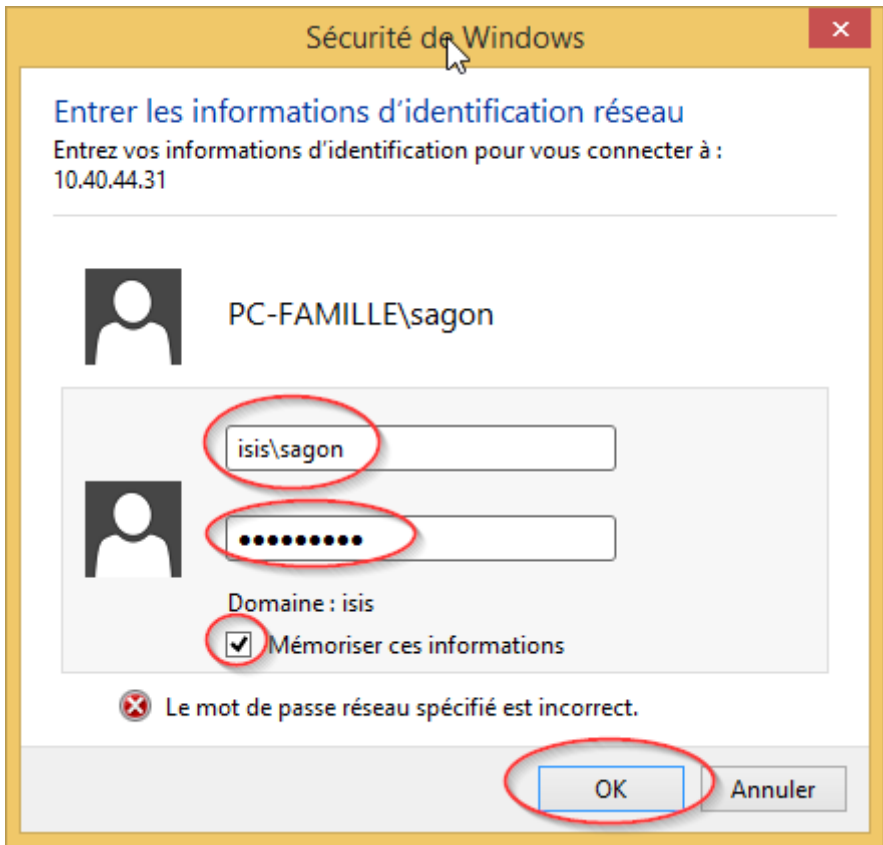 Sécurité de Windows
Entrer les informations d'identification réseau
Entrez vos informations d'identification pour vous connecter à :
10.40.44.31
PC-FAMILLE\sagon
isis\sagon
●●●●●●●●●
Domaine : isis
Mémoriser ces informations
Le mot de passe réseau spécifié est incorrect.
OK
Annuler